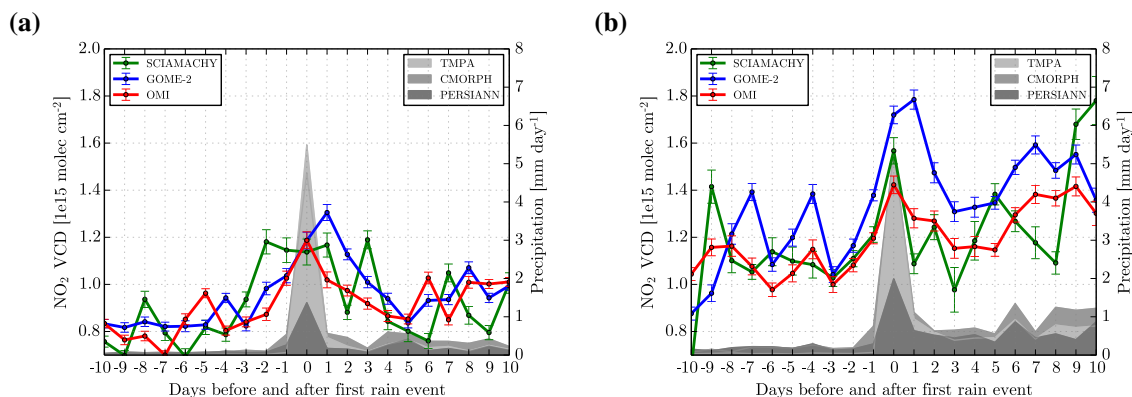 (a)
2.0
1.8
1.6
1.4
1.2
1.0
0.8
NO2 VCD [1e15 molec cm-2]
SCIAMACHY
GOME-2
OMI
TMPA
CMORPH
PERSIANN
8
7
6
5
4
3
2
1
0
Precipitation [mm day-1]
-10 -9 -8 -7 -6 -5 -4 -3 -2 -1 0 1 2 3 4 5 6 7 8 9 10
Days before and after first rain event
(b)
2.0
1.8
1.6
1.4
1.2
1.0
0.8
NO2 VCD [1e15 molec cm-2]
SCIAMACHY
GOME-2
OMI
TMPA
CMORPH
PERSIANN
8
7
6
5
4
3
2
1
0
Precipitation [mm day-1]
-10 -9 -8 -7 -6 -5 -4 -3 -2 -1 0 1 2 3 4 5 6 7 8 9 10
Days before and after first rain event